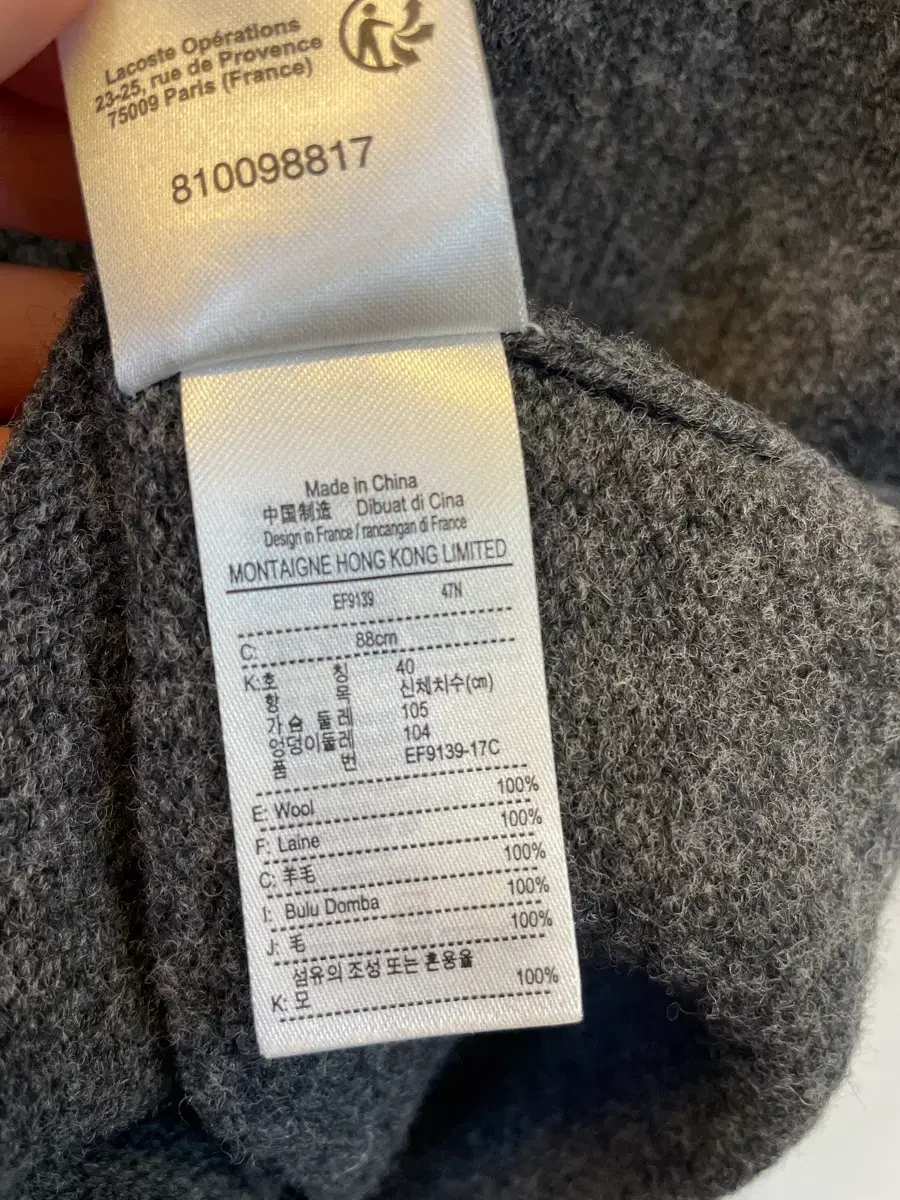 Lacoste Opérations
23-25, rue de Provence
75009 Paris (France)
810098817
Made in China
中国制造 Dibuat di Cina
Design in France / rancangan di France
MONTAIGNE HONG KONG LIMITED
EF9139 47N
C: 88cm
K:호 칭 40
항 목 신체치수(㎝)
가슴둘레 105
엉덩이둘레 104
품 번 EF9139-17C
E: Wool 100%
F: Laine 100%
C: 羊毛 100%
I: Bulu Domba 100%
J: 毛 100%
섬유의 조성 또는 혼용율
K: 모 100%